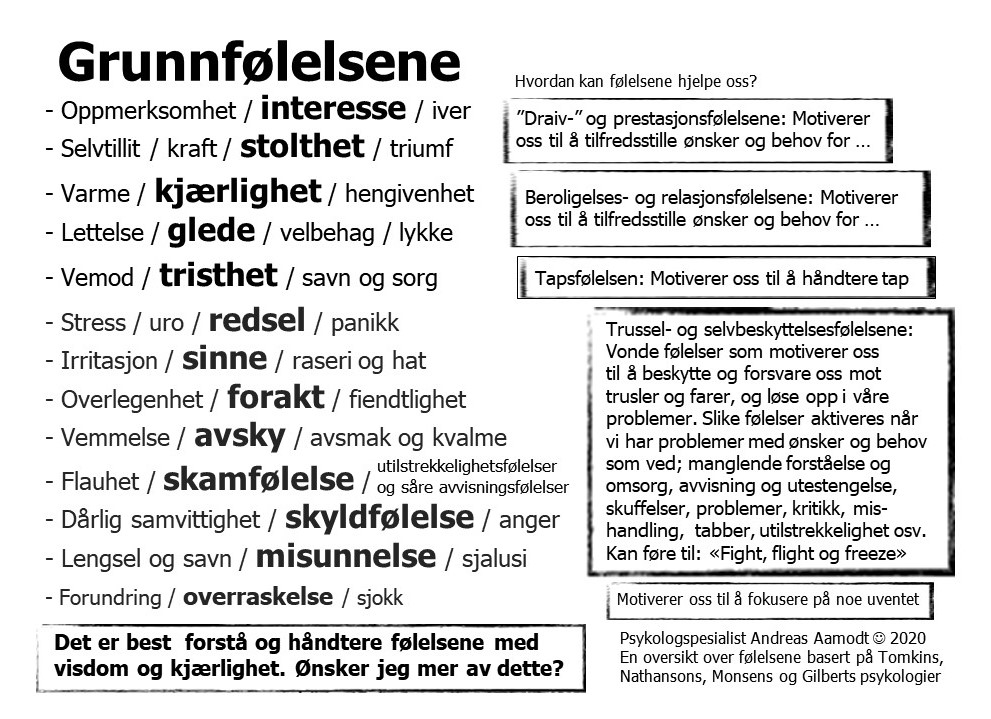 Grunnfølelsene
- Oppmerksomhet / interesse / iver
- Selvtillit / kraft / stolthet / triumf
- Varme / kjærlighet / hengivenhet
- Lettelse / glede / velbehag / lykke
- Vemod / tristhet / savn og sorg
- Stress / uro / redsel / panikk
- Irritasjon / sinne / raseri og hat
- Overlegenhet / forakt / fiendtlighet
- Vemmelse / avsky / avsmak og kvalme
- Flauhet / skamfølelse / utilstrekkelighetsfølelser
og såre avvisningsfølelser
- Dårlig samvittighet / skyldfølelse / anger
- Lengsel og savn / misunnelse / sjalusi
- Forundring / overraskelse / sjokk
Det er best forstå og håndtere følelsene med
visdom og kjærlighet. Ønsker jeg mer av dette?
Hvordan kan følelsene hjelpe oss?
”Draiv-” og prestasjonsfølelsene: Motiverer
oss til å tilfredsstille ønsker og behov for ...
Beroligelses- og relasjonsfølelsene: Motiverer
oss til å tilfredsstille ønsker og behov for ...
Tapsfølelsen: Motiverer oss til å håndtere tap
Trussel- og selvbeskyttelsesfølelsene:
Vonde følelser som motiverer oss
til å beskytte og forsvare oss mot
trusler og farer, og løse opp i våre
problemer. Slike følelser aktiveres når
vi har problemer med ønsker og behov
som ved; manglende forståelse og
omsorg, avvisning og utestengelse,
skuffelser, problemer, kritikk, mis-
handling, tabber, utilstrekkelighet osv.
Kan føre til: «Fight, flight og freeze»
Motiverer oss til å fokusere på noe uventet
Psykologspesialist Andreas Aamodt ☺ 2020
En oversikt over følelsene basert på Tomkins,
Nathansons, Monsens og Gilberts psykologier